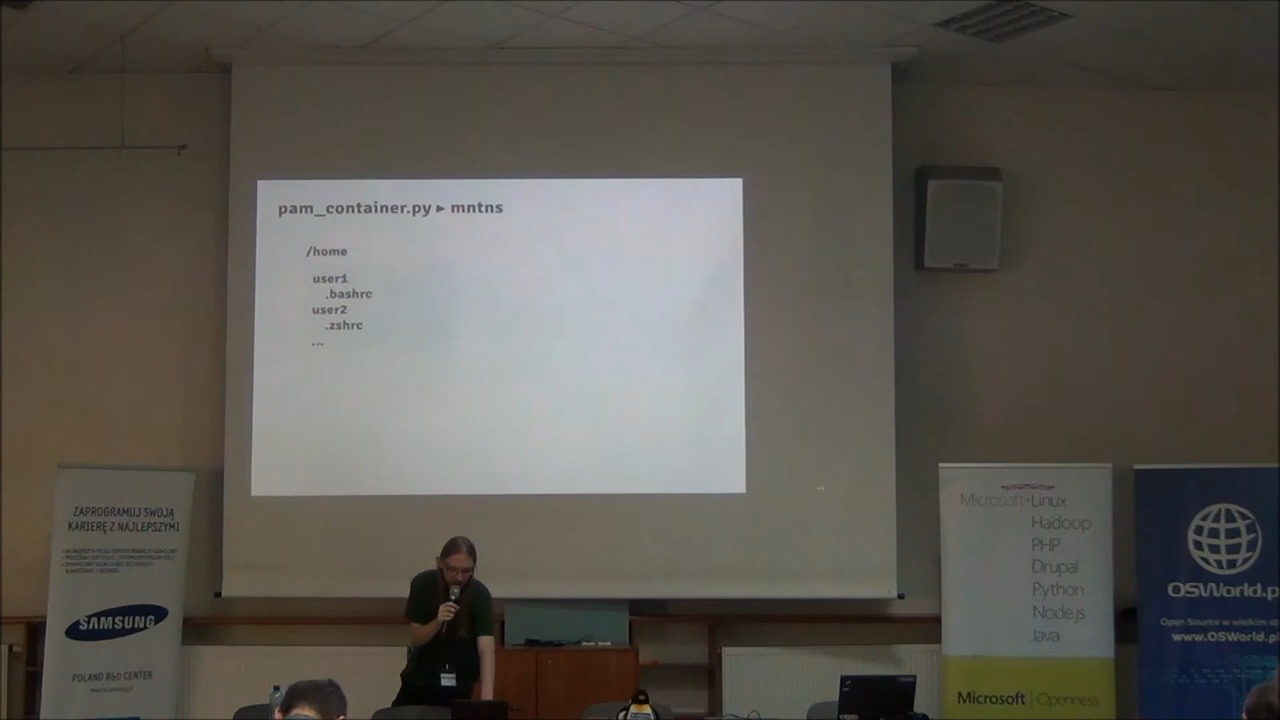 pam_container.py ▸ mntns
/home
user1
.bashrc
user2
.zshrc
...
ZAPROGRAMUJ SWOJĄ
KARIERĘ Z NAJLEPSZYMI
SAMSUNG
POLAND R&D CENTER
Microsoft+Linux
Hadoop
PHP
Drupal
Python
Node.js
Java
Microsoft | Openness
OSWorld.p
Open Source w wielkim
www.OSWorld.pl